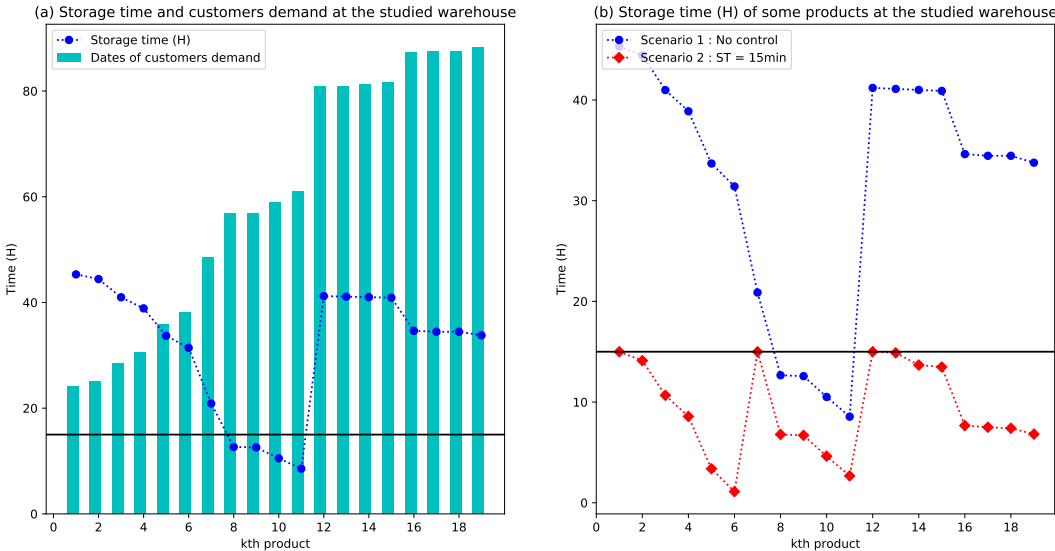 (a) Storage time and customers demand at the studied warehouse
Storage time (H)
Dates of customers demand
Time (H)
80
60
40
20
0
0 2 4 6 8 10 12 14 16 18
kth product
(b) Storage time (H) of some products at the studied warehouse
Scenario 1 : No control
Scenario 2 : ST = 15min
Time (H)
40
30
20
10
0
0 2 4 6 8 10 12 14 16 18
kth product